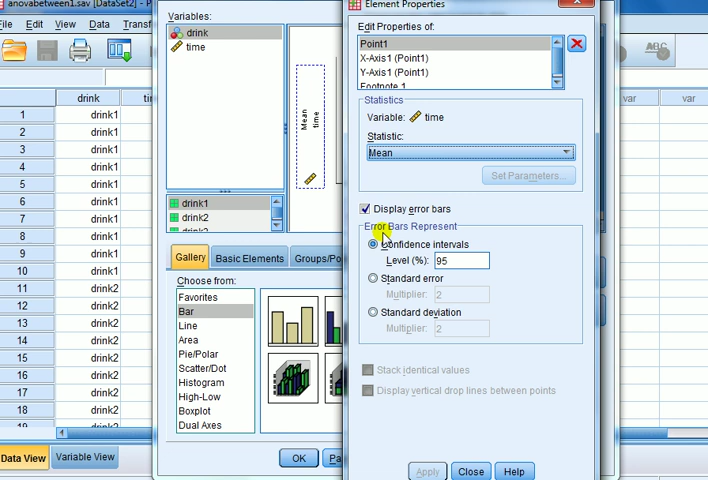 anovabetween1.sav [DataSet2] - P
File Edit View Data Transf
drink
1 drink1
2 drink1
3 drink1
4 drink1
5 drink1
6 drink1
7 drink1
8 drink1
9 drink1
10 drink1
11 drink2
12 drink2
13 drink2
14 drink2
15 drink2
16 drink2
17 drink2
18 drink2
Data View Variable View
Variables:
drink
time
Mean
time
drink1
drink2
Gallery Basic Elements Groups/Po
Choose from:
Favorites
Bar
Line
Area
Pie/Polar
Scatter/Dot
Histogram
High-Low
Boxplot
Dual Axes
OK Pa
Element Properties
Edit Properties of:
Point1
X-Axis1 (Point1)
Y-Axis1 (Point1)
Footnote 1
Statistics
Variable: time
Statistic:
Mean
Set Parameters...
Display error bars
Error Bars Represent
Confidence intervals
Level (%): 95
Standard error
Multiplier: 2
Standard deviation
Multiplier: 2
Stack identical values
Display vertical drop lines between points
Apply Close Help
ABC
var var